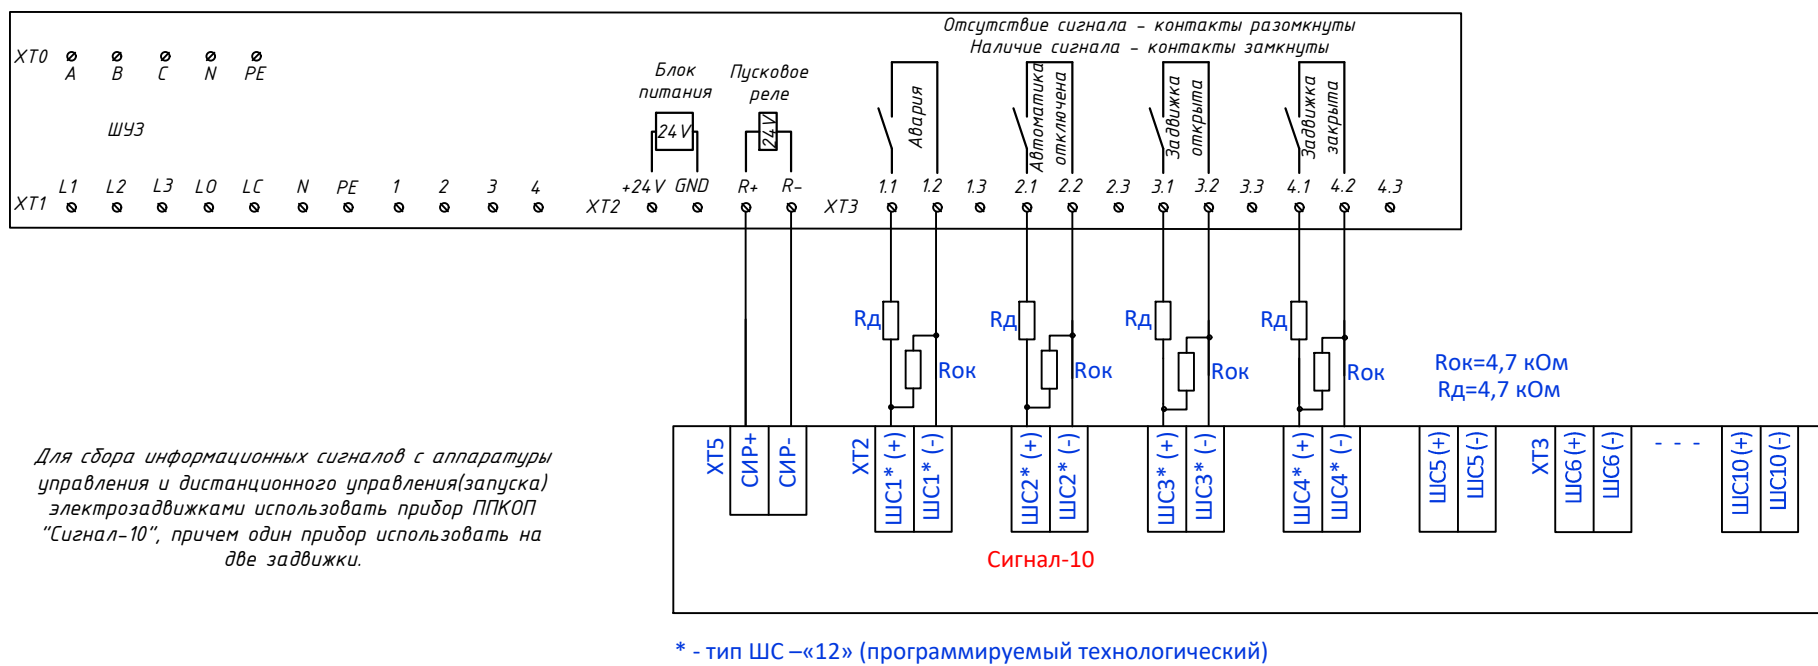 Отсутствие сигнала - контакты разомкнуты
Наличие сигнала - контакты замкнуты
XT0
A B C N PE
ШУЗ
Блок
питания
24V
Пусковое
реле
24V
Авария
Автоматика
отключена
Задвижка
открыта
Задвижка
закрыта
XT1 L1 L2 L3 LO LC N PE 1 2 3 4
XT2 +24V GND R+ R-
XT3 1.1 1.2 1.3 2.1 2.2 2.3 3.1 3.2 3.3 4.1 4.2 4.3
Rд Rд Rд Rд
Rок Rок Rок Rок
Rок=4,7 кОм
Rд=4,7 кОм
Для сбора информационных сигналов с аппаратуры
управления и дистанционного управления(запуска)
электрозадвижками использовать прибор ППКОП
"Сигнал-10", причем один прибор использовать на
две задвижки.
XT5 СИР+ СИР-
XT2 ШС1* (+) ШС1* (-) ШС2* (+) ШС2* (-) ШС3* (+) ШС3* (-) ШС4* (+) ШС4* (-) ШС5 (+) ШС5 (-)
XT3 ШС6 (+) ШС6 (-) - - - ШС10 (+) ШС10 (-)
Сигнал-10
* - тип ШС –«12» (программируемый технологический)